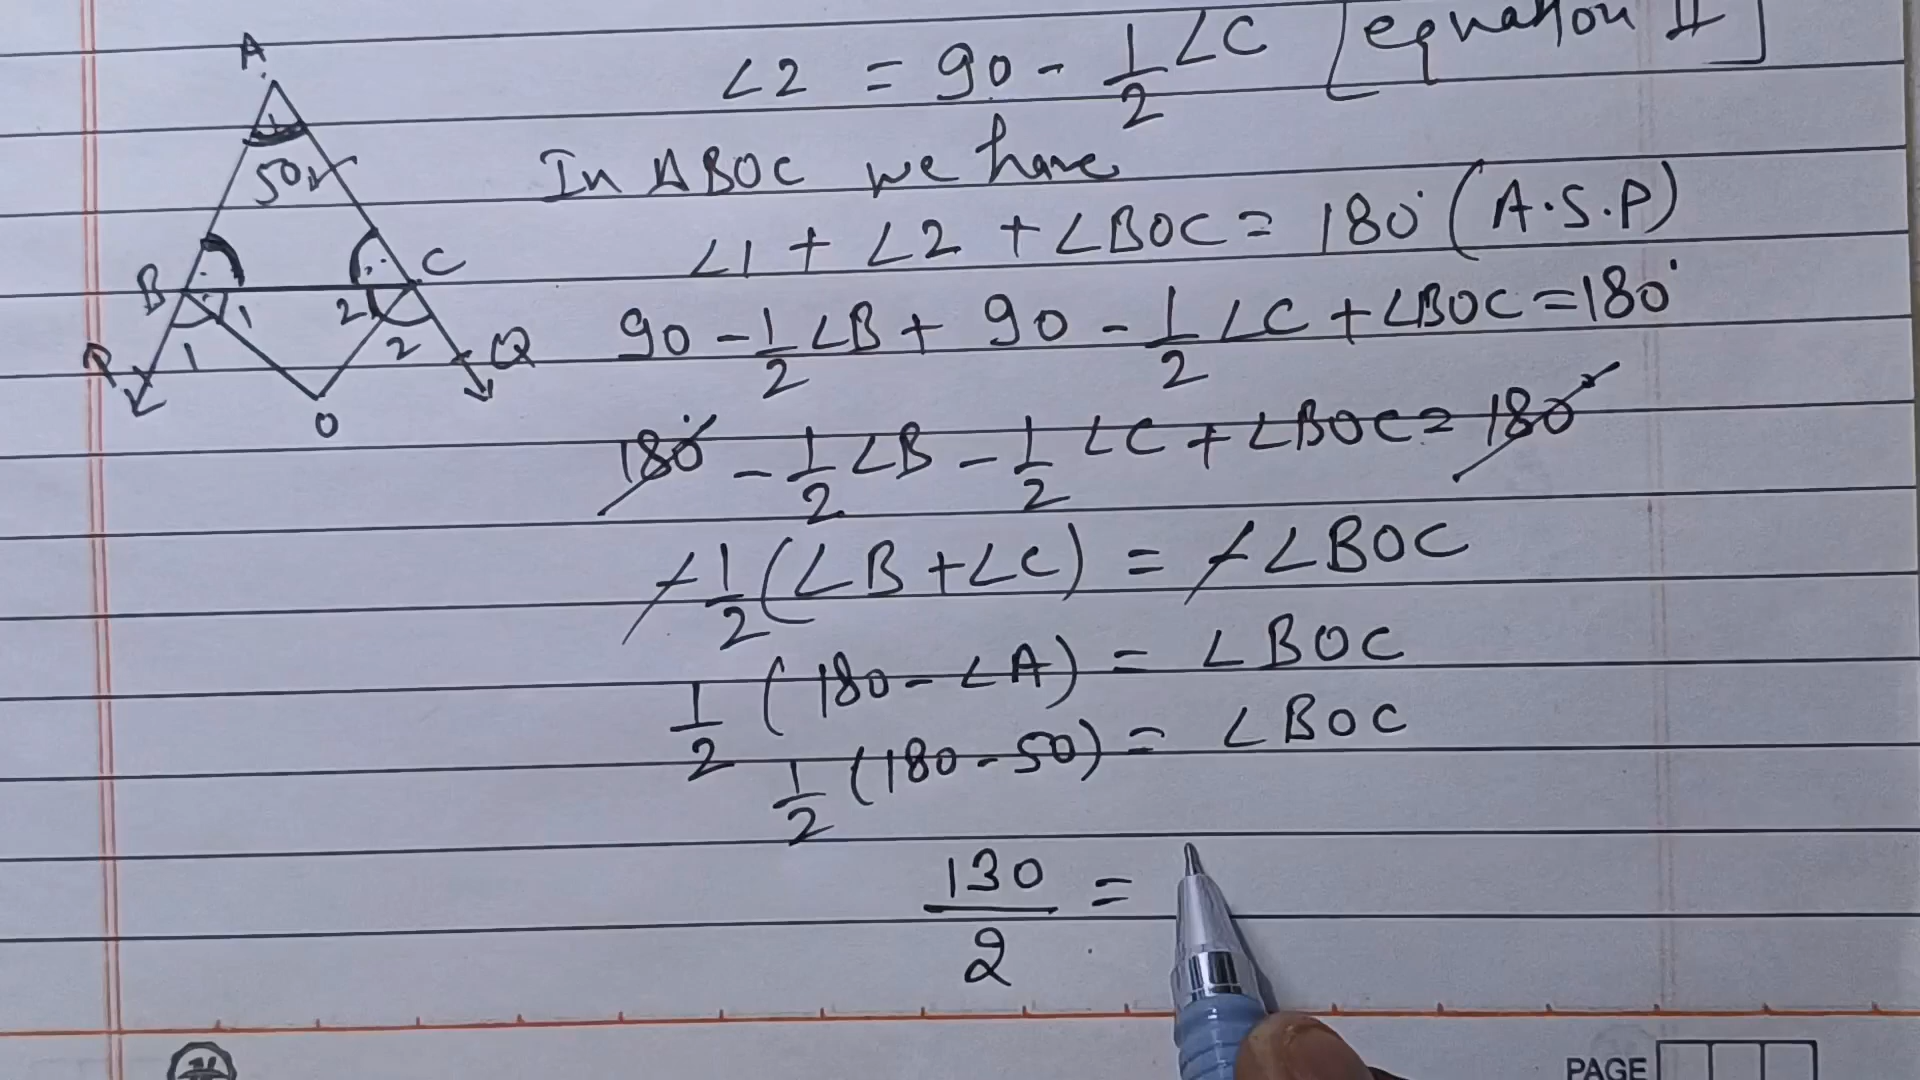 ∠2 = 90 - 1/2 ∠C [equation II]
In ΔBOC we have
∠1 + ∠2 + ∠BOC = 180° (A.S.P)
90 - 1/2 ∠B + 90 - 1/2 ∠C + ∠BOC = 180°
180° - 1/2 ∠B - 1/2 ∠C + ∠BOC = 180°
-1/2 (∠B + ∠C) = -∠BOC
1/2 (180 - ∠A) = ∠BOC
1/2 (180 - 50) = ∠BOC
130/2 =
A
50
B
C
1
2
1
2
P
Q
O
PAGE